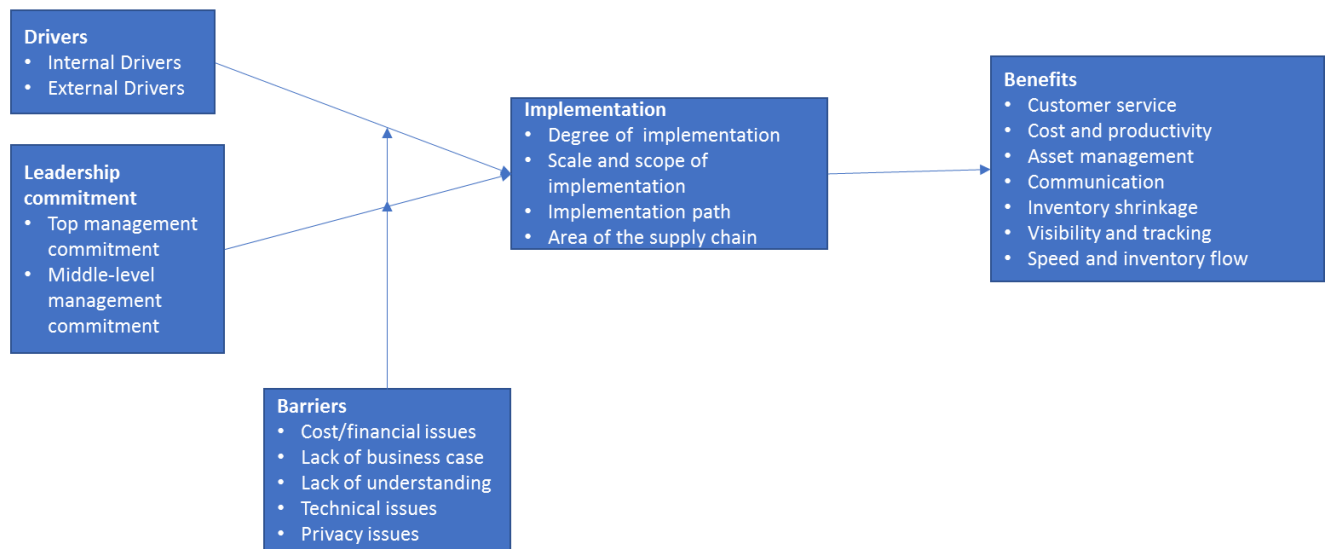 Drivers
• Internal Drivers
• External Drivers
Leadership
commitment
• Top management
commitment
• Middle-level
management
commitment
Barriers
• Cost/financial issues
• Lack of business case
• Lack of understanding
• Technical issues
• Privacy issues
Implementation
• Degree of implementation
• Scale and scope of
implementation
• Implementation path
• Area of the supply chain
Benefits
• Customer service
• Cost and productivity
• Asset management
• Communication
• Inventory shrinkage
• Visibility and tracking
• Speed and inventory flow